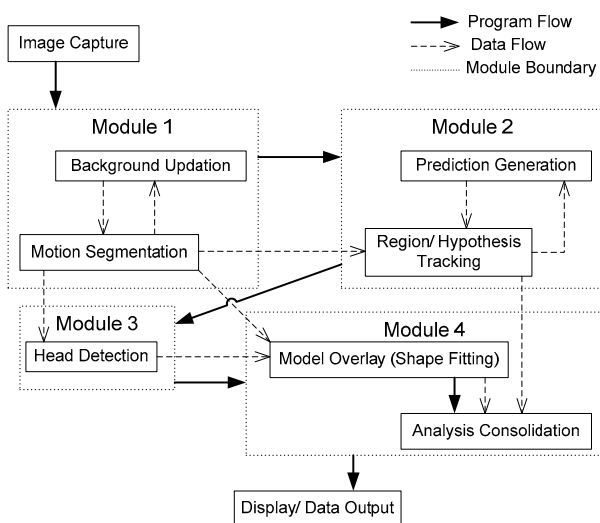 Image Capture
Program Flow
Data Flow
Module Boundary
Module 1
Background Updation
Motion Segmentation
Module 2
Prediction Generation
Region/ Hypothesis
Tracking
Module 3
Head Detection
Module 4
Model Overlay (Shape Fitting)
Analysis Consolidation
Display/ Data Output